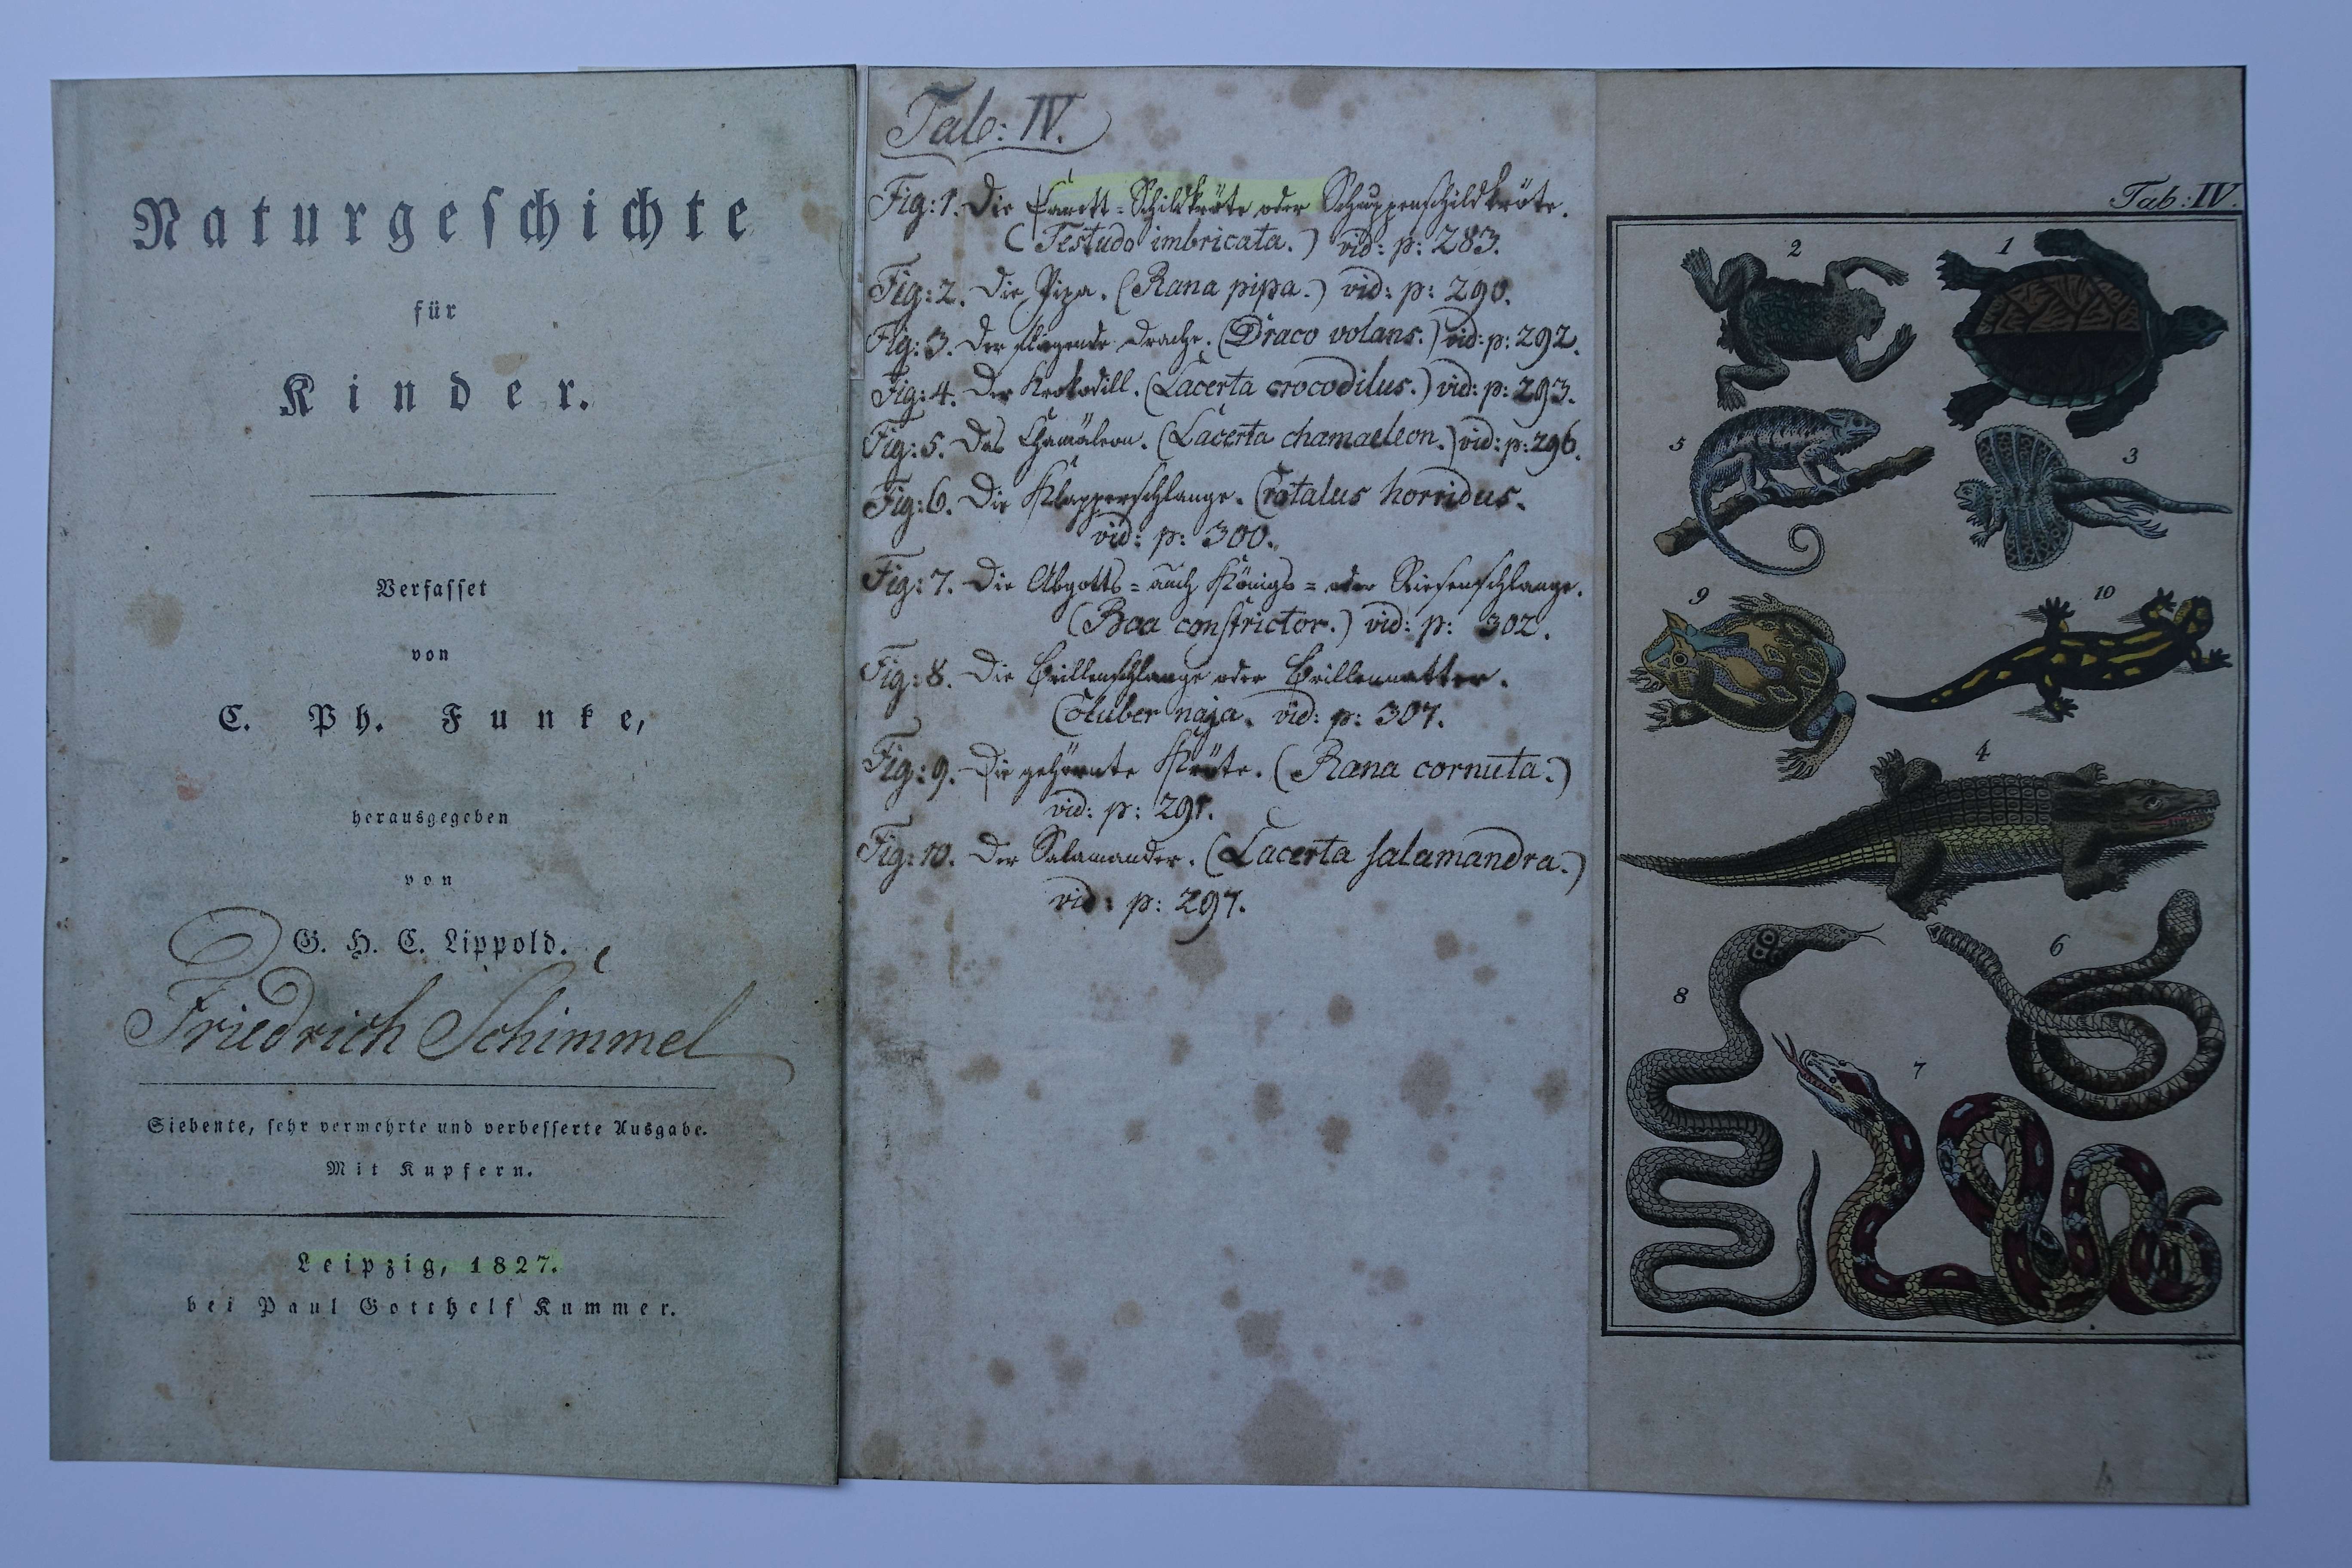 Naturgeschichte
für
Kinder.
Verfasset
von
C. Ph. Funke,
herausgegeben
von
G. H. C. Lippold.
Friedrich Schimmel
Siebente, sehr vermehrte und verbesserte Ausgabe.
Mit Kupfern.
Leipzig, 1827.
bei Paul Gotthelf Kummer.
Tab: IV.
Fig: 1. Die Carett-Schildkröte oder Schuppenschildkröte.
(Testudo imbricata.) vid: p: 283.
Fig: 2. Die Pipa. (Rana pipa.) vid: p: 290.
Fig: 3. Der fliegende Drache. (Draco volans.) vid: p: 292.
Fig: 4. Der Krokodill. (Lacerta crocodilus.) vid: p: 293.
Fig: 5. Das Chamäleon. (Lacerta chamaeleon.) vid: p: 296.
Fig: 6. Die Klapperschlange. Crotalus horridus.
vid: p: 300.
Fig: 7. Die Abgotts= auch Königs= oder Riesenschlange.
(Boa constrictor.) vid: p: 302.
Fig: 8. Die Brillenschlange oder Brillennatter.
Coluber naja. vid: p: 307.
Fig: 9. Die gehörnte Kröte. (Rana cornuta.)
vid: p: 291.
Fig: 10. Der Salamander. (Lacerta salamandra.)
vid: p: 297.
Tab: IV.
2 1
5 3
9 10
4
8 6
7